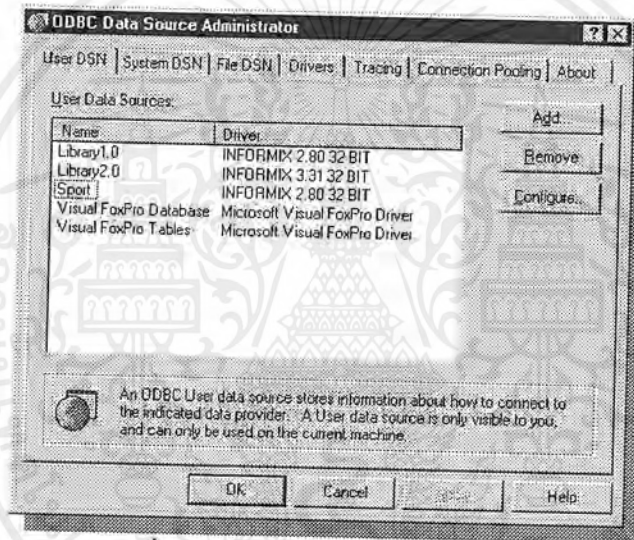 ODBC Data Source Administrator
User DSN System DSN File DSN Drivers Tracing Connection Pooling About
User Data Sources:
Add...
Name Driver
Library1.0 INFORMIX 2.80 32 BIT
Remove
Library2.0 INFORMIX 3.31 32 BIT
Sport INFORMIX 2.80 32 BIT
Configure...
Visual FoxPro Database Microsoft Visual FoxPro Driver
Visual FoxPro Tables Microsoft Visual FoxPro Driver
An ODBC User data source stores information about how to connect to
the indicated data provider. A User data source is only visible to you,
and can only be used on the current machine.
OK Cancel Help